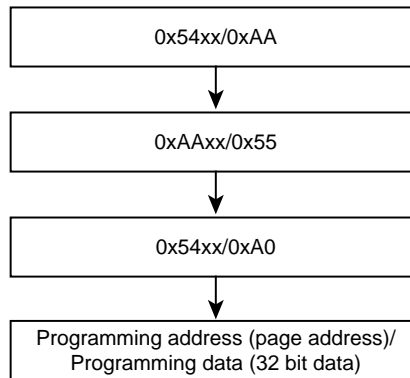 0x54xx/0xAA
0xAAxx/0x55
0x54xx/0xA0
Programming address (page address)/
Programming data (32 bit data)